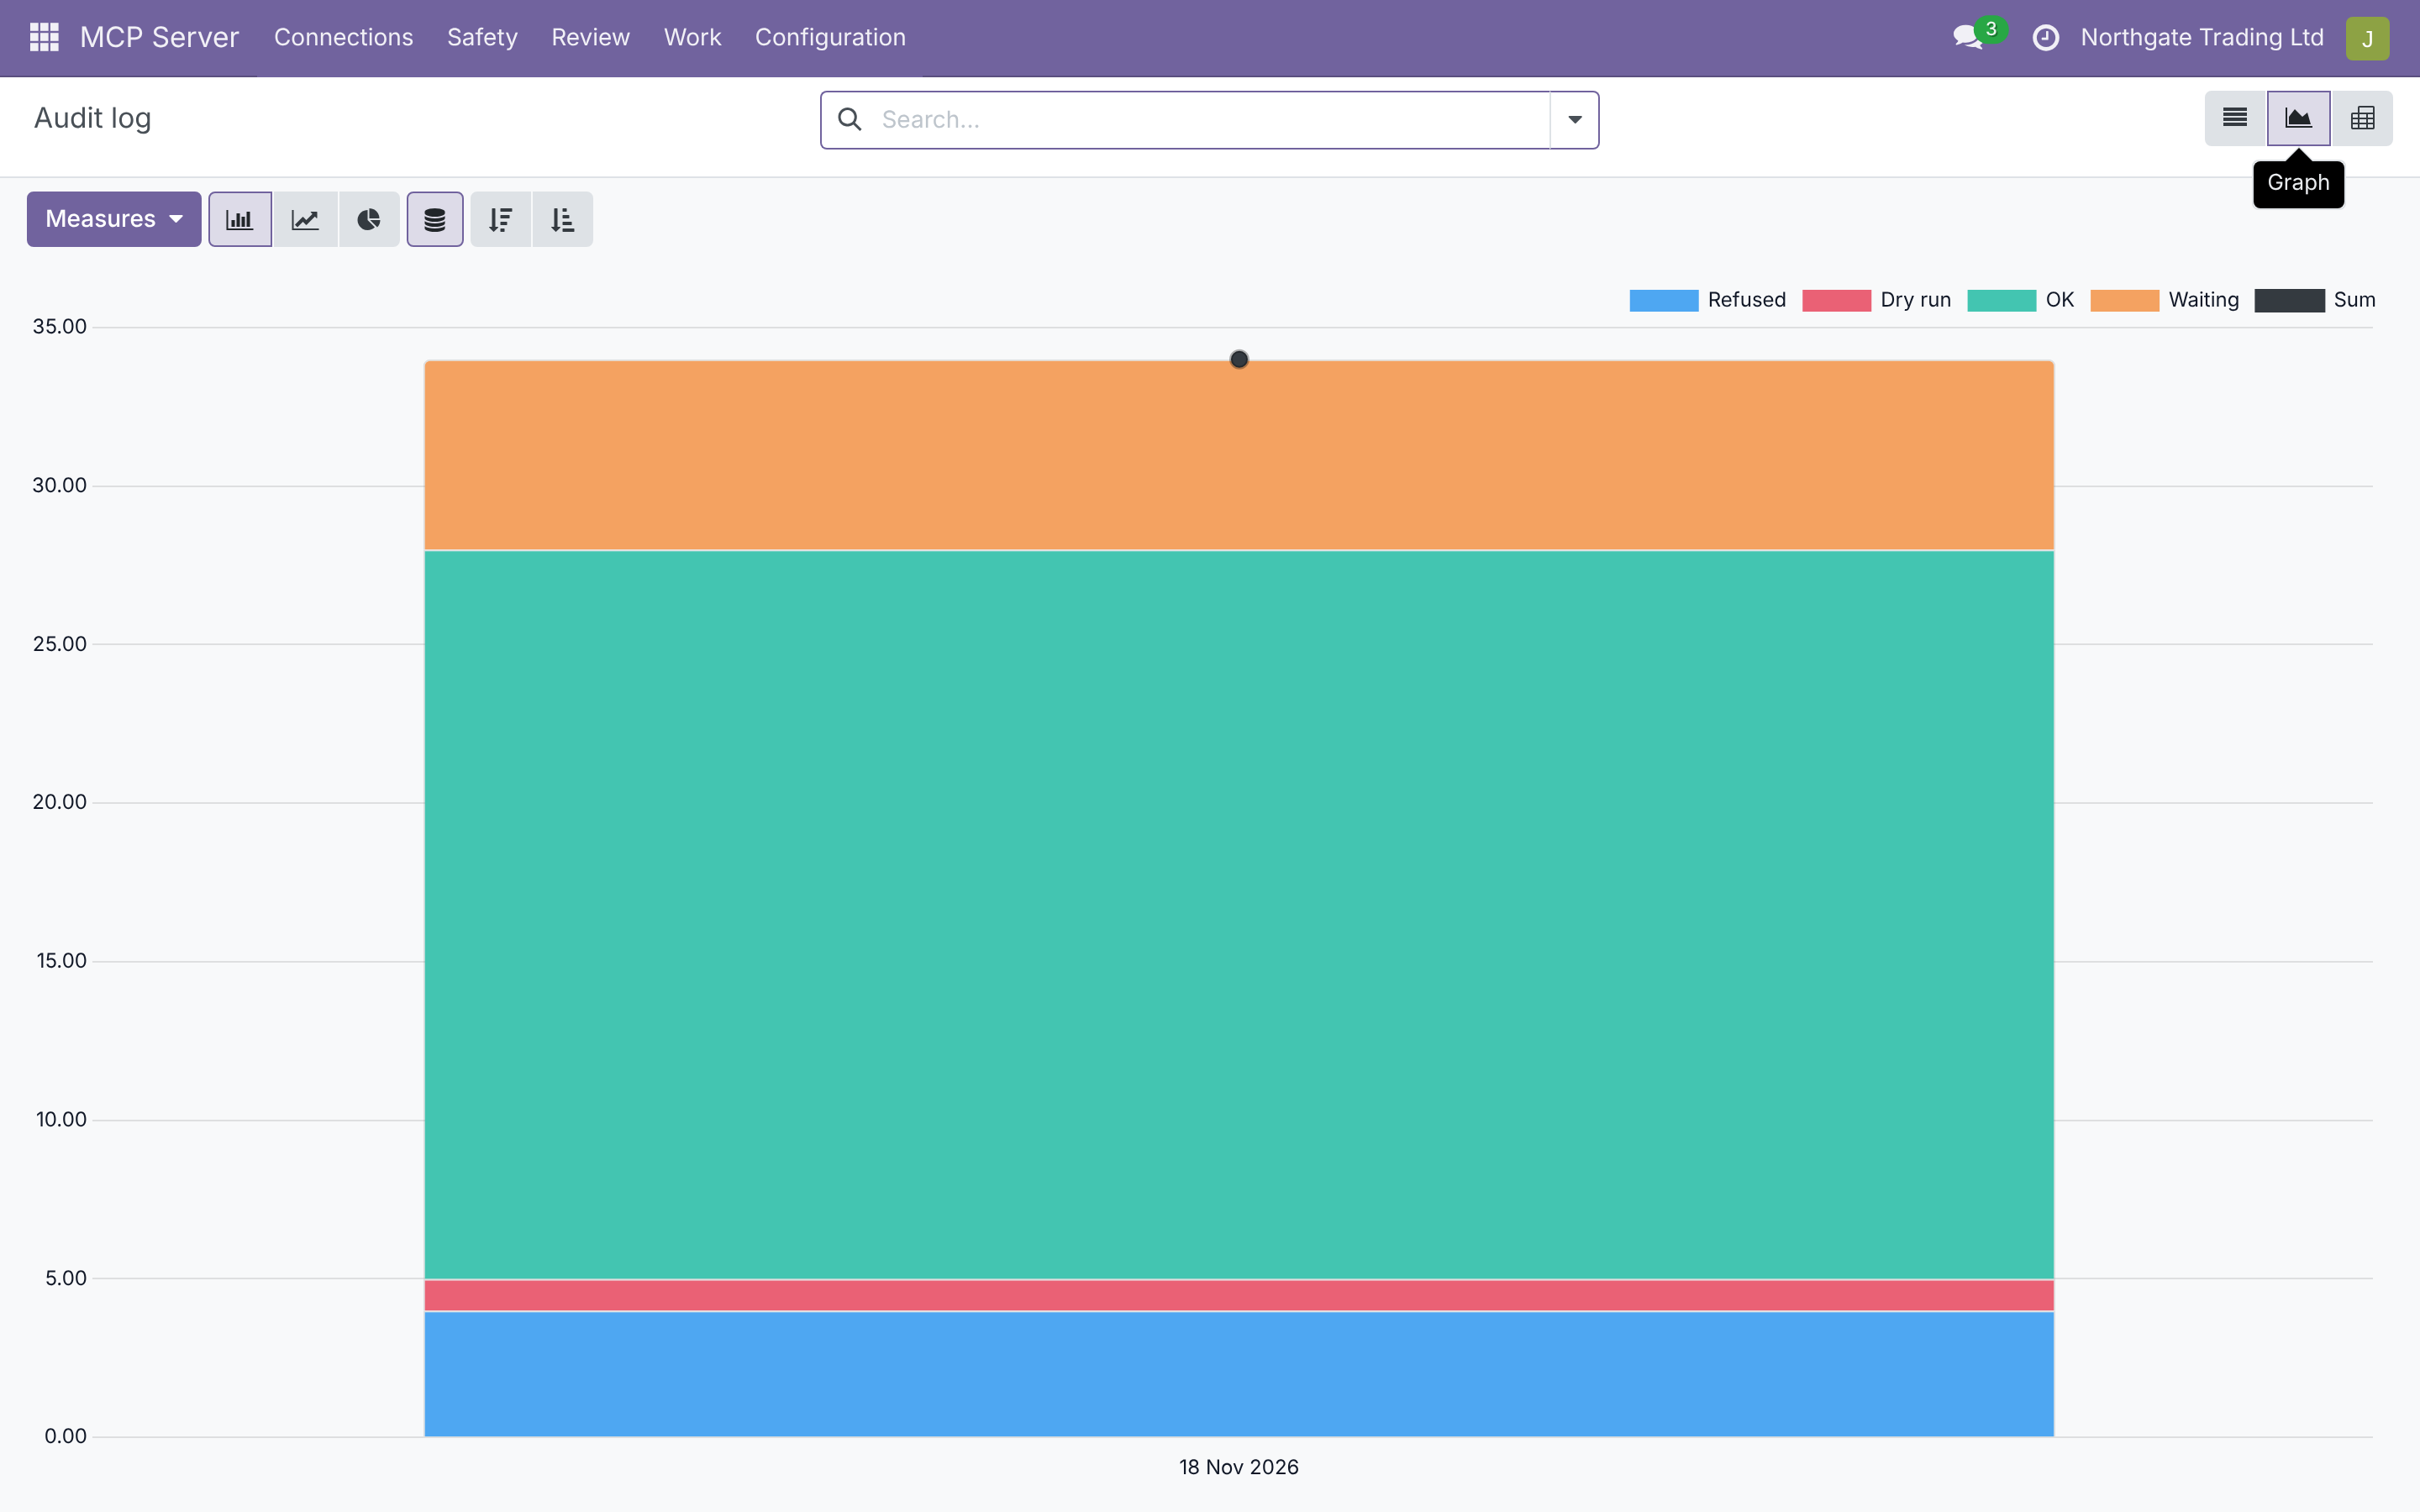 MCP Server Connections Safety Review Work Configuration 3 Northgate Trading Ltd J
Audit log Search...
Graph
Measures
Refused Dry run OK Waiting Sum
35.00
30.00
25.00
20.00
15.00
10.00
5.00
0.00
18 Nov 2026